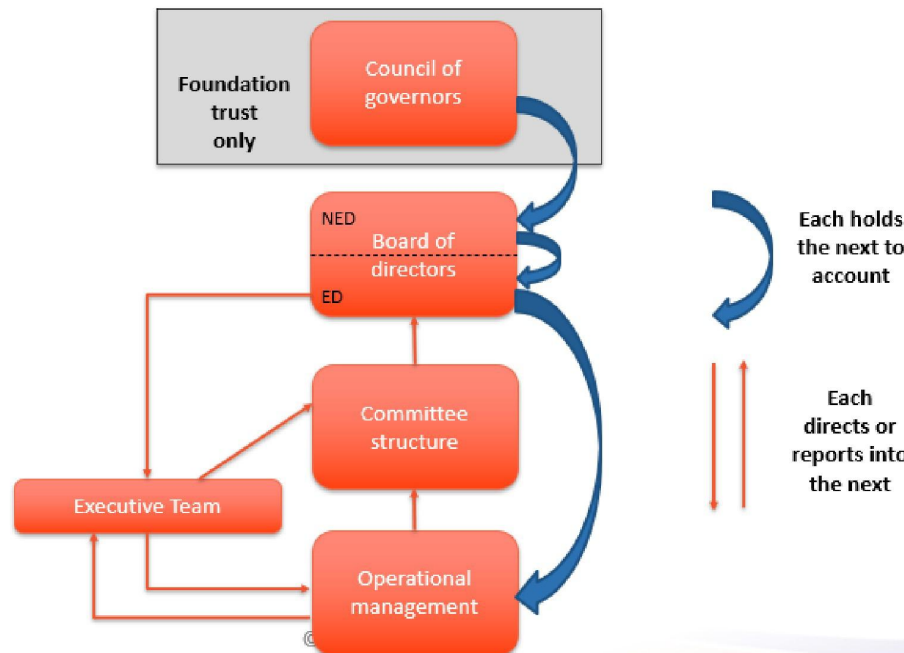 Foundation
trust
only
Council of
governors
NED
Board of
directors
ED
Committee
structure
Executive Team
Operational
management
©
Each holds
the next to
account
Each
directs or
reports into
the next